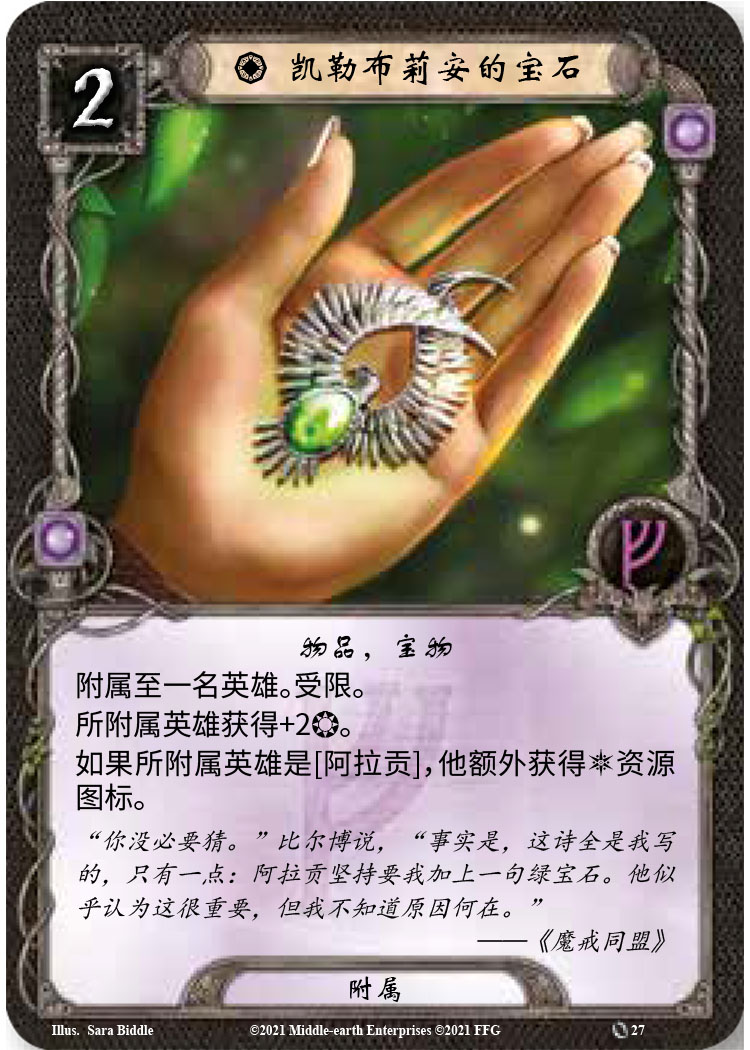 2
凯勒布莉安的宝石
物品，宝物
附属至一名英雄。受限。
所附属英雄获得+2。
如果所附属英雄是[阿拉贡]，他额外获得资源
图标。
“你没必要猜。”比尔博说，“事实是，这诗全是我写
的，只有一点：阿拉贡坚持要我加上一句绿宝石。他似
乎认为这很重要，但我不知道原因何在。”
——《魔戒同盟》
附属
Illus. Sara Biddle ©2021 Middle-earth Enterprises ©2021 FFG 27